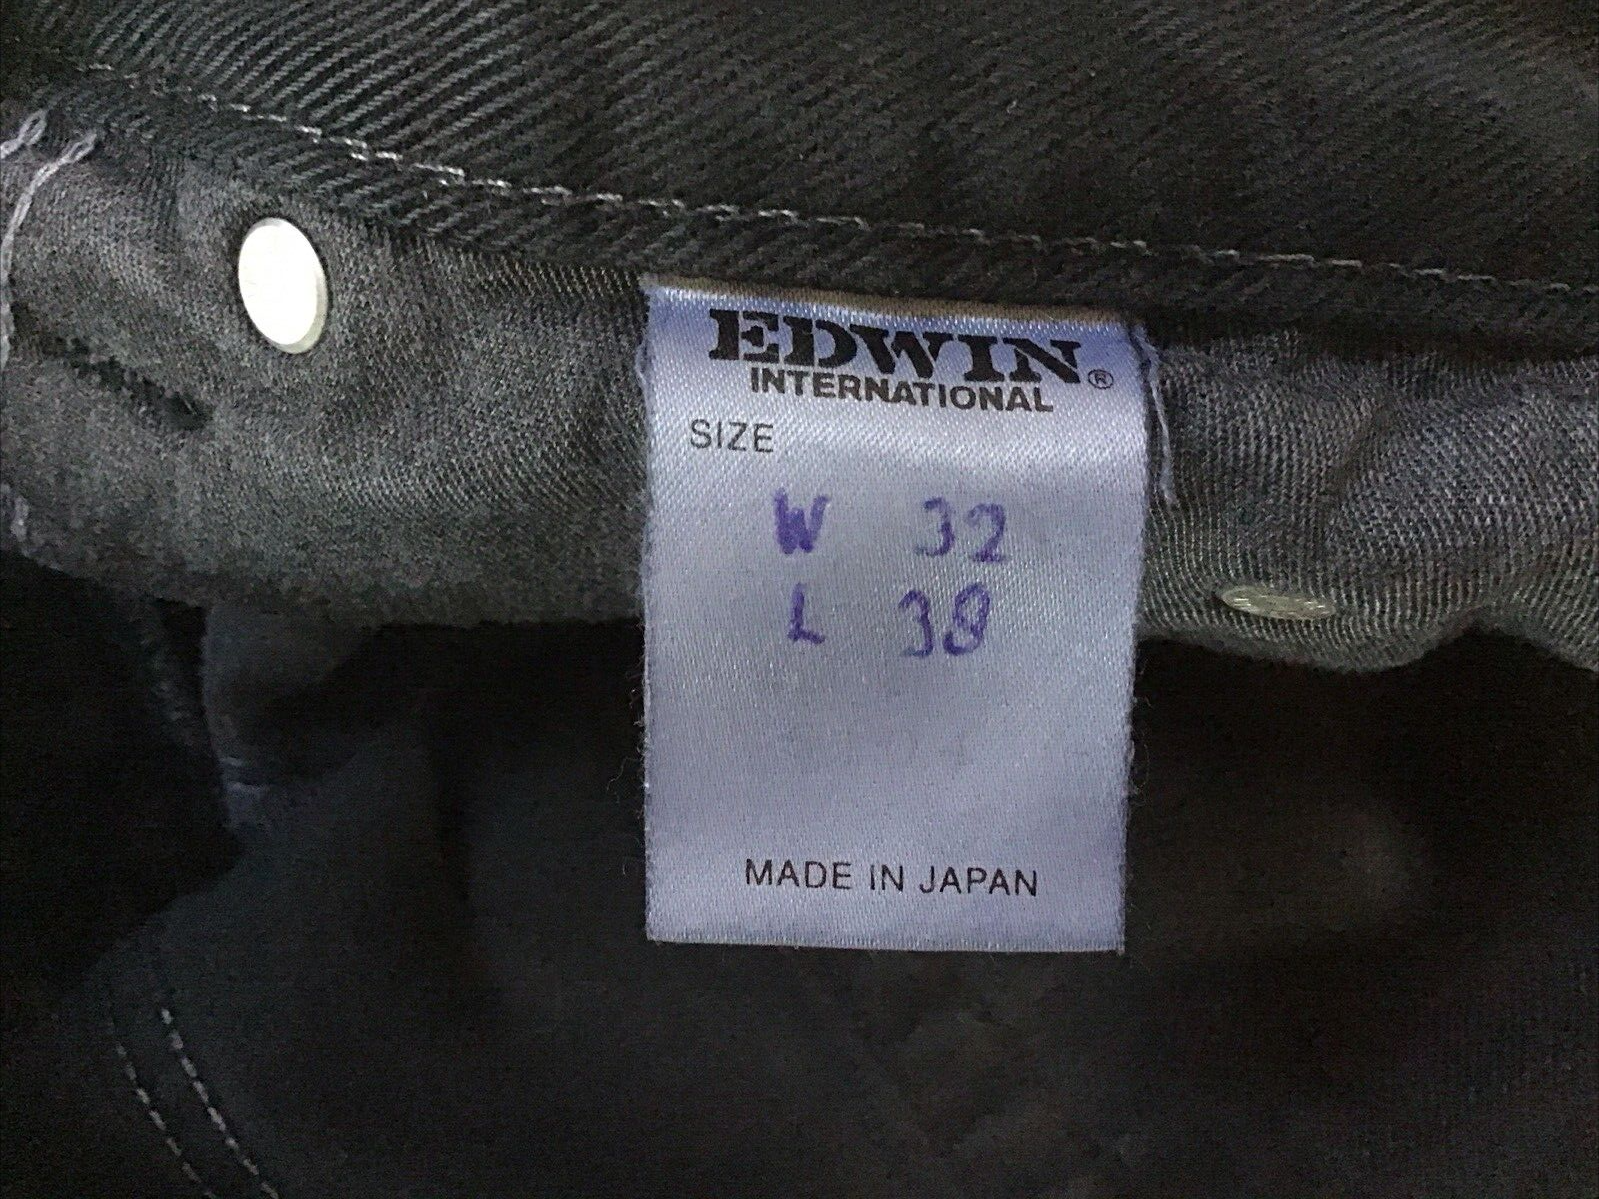 EDWIN®
INTERNATIONAL
SIZE
W 32
L 38
MADE IN JAPAN